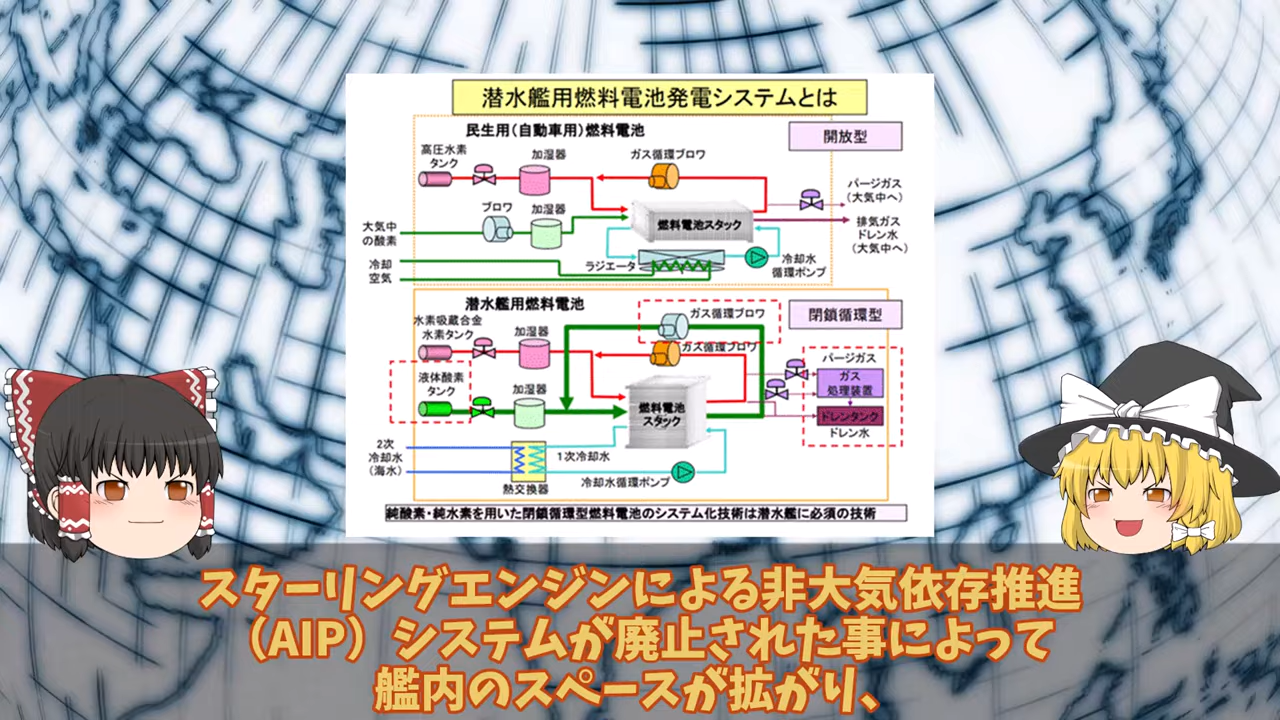 潜水艦用燃料電池発電システムとは
民生用(自動車用)燃料電池
開放型
高圧水素
タンク
加湿器
ガス循環ブロワ
パージガス
(大気中へ)
ブロワ
加湿器
大気中
の酸素
燃料電池スタック
排気ガス
ドレン水
(大気中へ)
冷却
空気
ラジエータ
冷却水
循環ポンプ
潜水艦用燃料電池
閉鎖循環型
水素吸蔵合金
水素タンク
加湿器
ガス循環ブロワ
ガス循環ブロワ
パージガス
液体酸素
タンク
加湿器
燃料電池
スタック
ガス
処理装置
ドレンタンク
ドレン水
2次
冷却水
(海水)
1次冷却水
熱交換器
冷却水循環ポンプ
純酸素・純水素を用いた閉鎖循環型燃料電池のシステム化技術は潜水艦に必須の技術
スターリングエンジンによる非大気依存推進
(AIP)システムが廃止された事によって
艦内のスペースが拡がり、